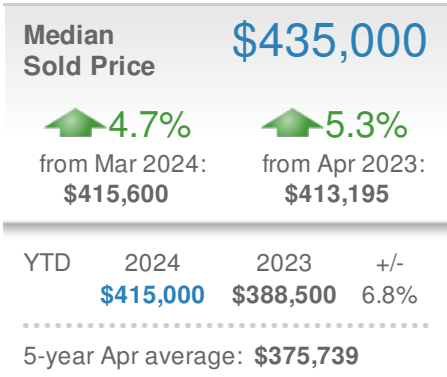 Median
Sold Price
$435,000
4.7%
from Mar 2024:
$415,600
5.3%
from Apr 2023:
$413,195
YTD 2024 2023 +/-
$415,000 $388,500 6.8%
5-year Apr average: $375,739